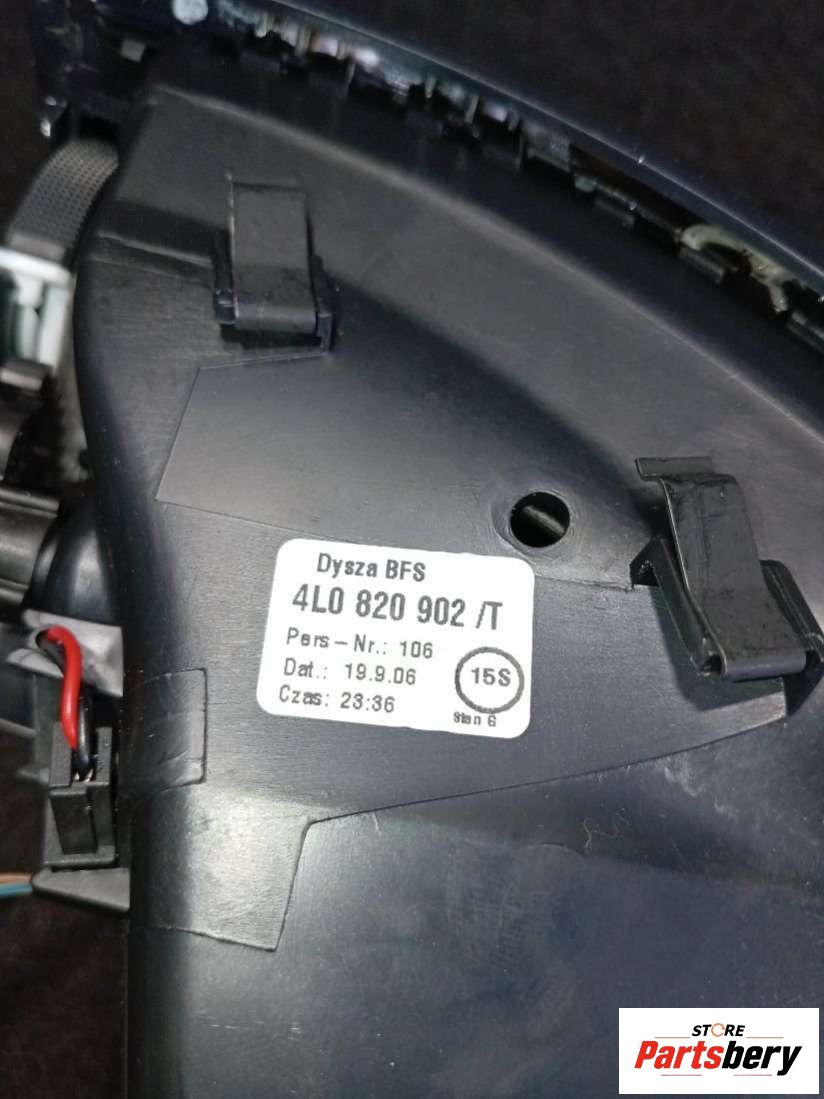 Dysza BFS
4L0 820 902 /T
Pers-Nr.: 106
Dat.: 19.9.06
15S
Czas: 23:36
Stan 6
STORE
Partsbery